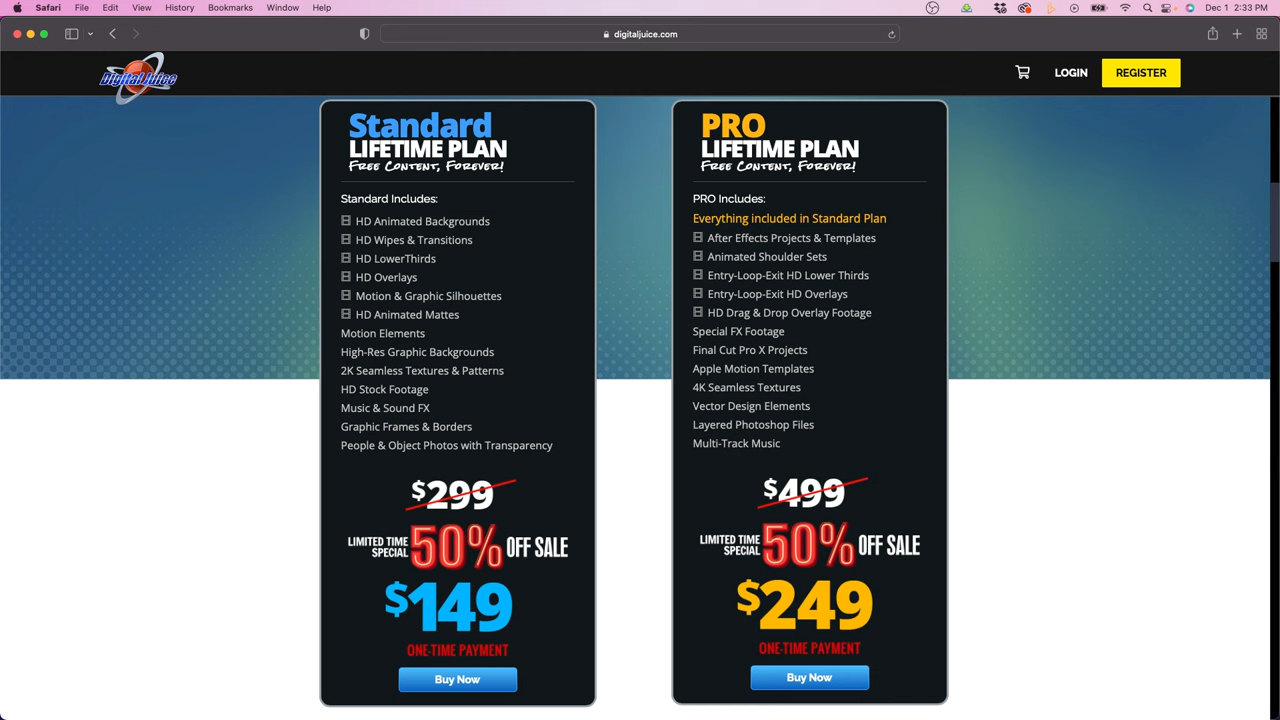 Safari File Edit View History Bookmarks Window Help Dec 1 2:33 PM
digitaljuice.com
Digital Juice
LOGIN REGISTER
Standard
LIFETIME PLAN
FREE CONTENT, FOREVER!
Standard Includes:
HD Animated Backgrounds
HD Wipes & Transitions
HD LowerThirds
HD Overlays
Motion & Graphic Silhouettes
HD Animated Mattes
Motion Elements
High-Res Graphic Backgrounds
2K Seamless Textures & Patterns
HD Stock Footage
Music & Sound FX
Graphic Frames & Borders
People & Object Photos with Transparency
$299
LIMITED TIME SPECIAL 50% OFF SALE
$149
ONE-TIME PAYMENT
Buy Now
PRO
LIFETIME PLAN
FREE CONTENT, FOREVER!
PRO Includes:
Everything included in Standard Plan
After Effects Projects & Templates
Animated Shoulder Sets
Entry-Loop-Exit HD Lower Thirds
Entry-Loop-Exit HD Overlays
HD Drag & Drop Overlay Footage
Special FX Footage
Final Cut Pro X Projects
Apple Motion Templates
4K Seamless Textures
Vector Design Elements
Layered Photoshop Files
Multi-Track Music
$499
LIMITED TIME SPECIAL 50% OFF SALE
$249
ONE-TIME PAYMENT
Buy Now